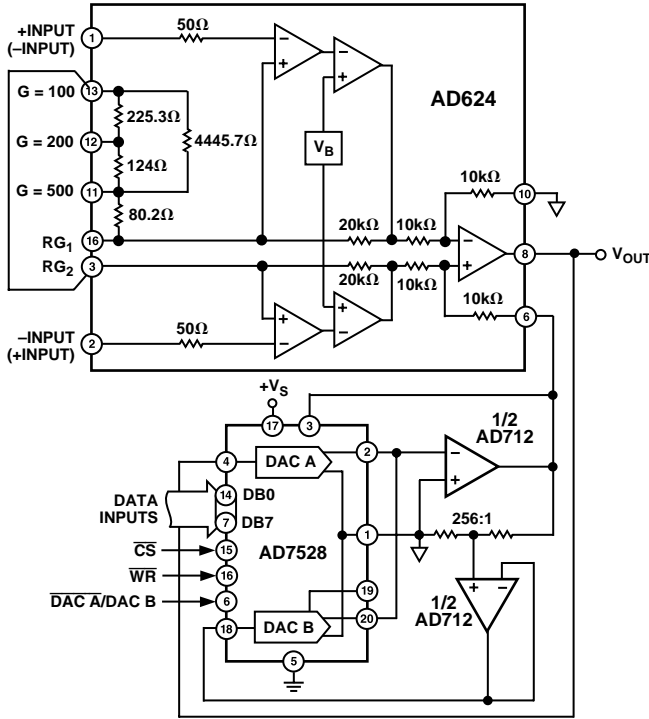 +INPUT
(–INPUT)
1
50Ω
–
+
–
+
AD624
G = 100
13
225.3Ω
4445.7Ω
G = 200
12
124Ω
VB
G = 500
11
80.2Ω
10kΩ
10
RG1
16
20kΩ
10kΩ
–
+
8
VOUT
RG2
3
20kΩ
10kΩ
10kΩ
6
+
–
+
–
–INPUT
(+INPUT)
2
50Ω
+VS
17
3
1/2
AD712
4
DAC A
2
–
+
DATA
INPUTS
14
DB0
7
DB7
1
256:1
CS
15
AD7528
WR
16
19
+
–
DAC A/DAC B
6
20
1/2
AD712
18
DAC B
5